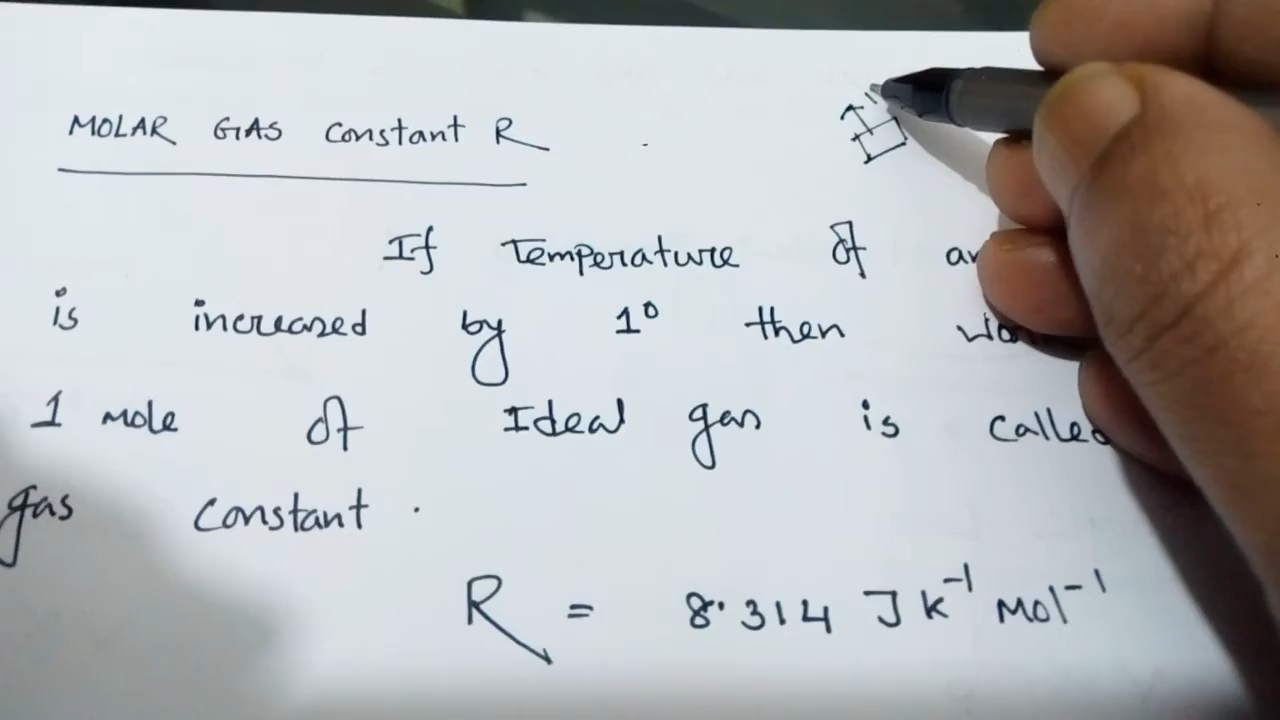 MOLAR GAS Constant R
If Temperature of
is increased by 1° then
1 mole of Ideal gas is
gas constant.
R = 8.314 J K⁻¹ Mol⁻¹